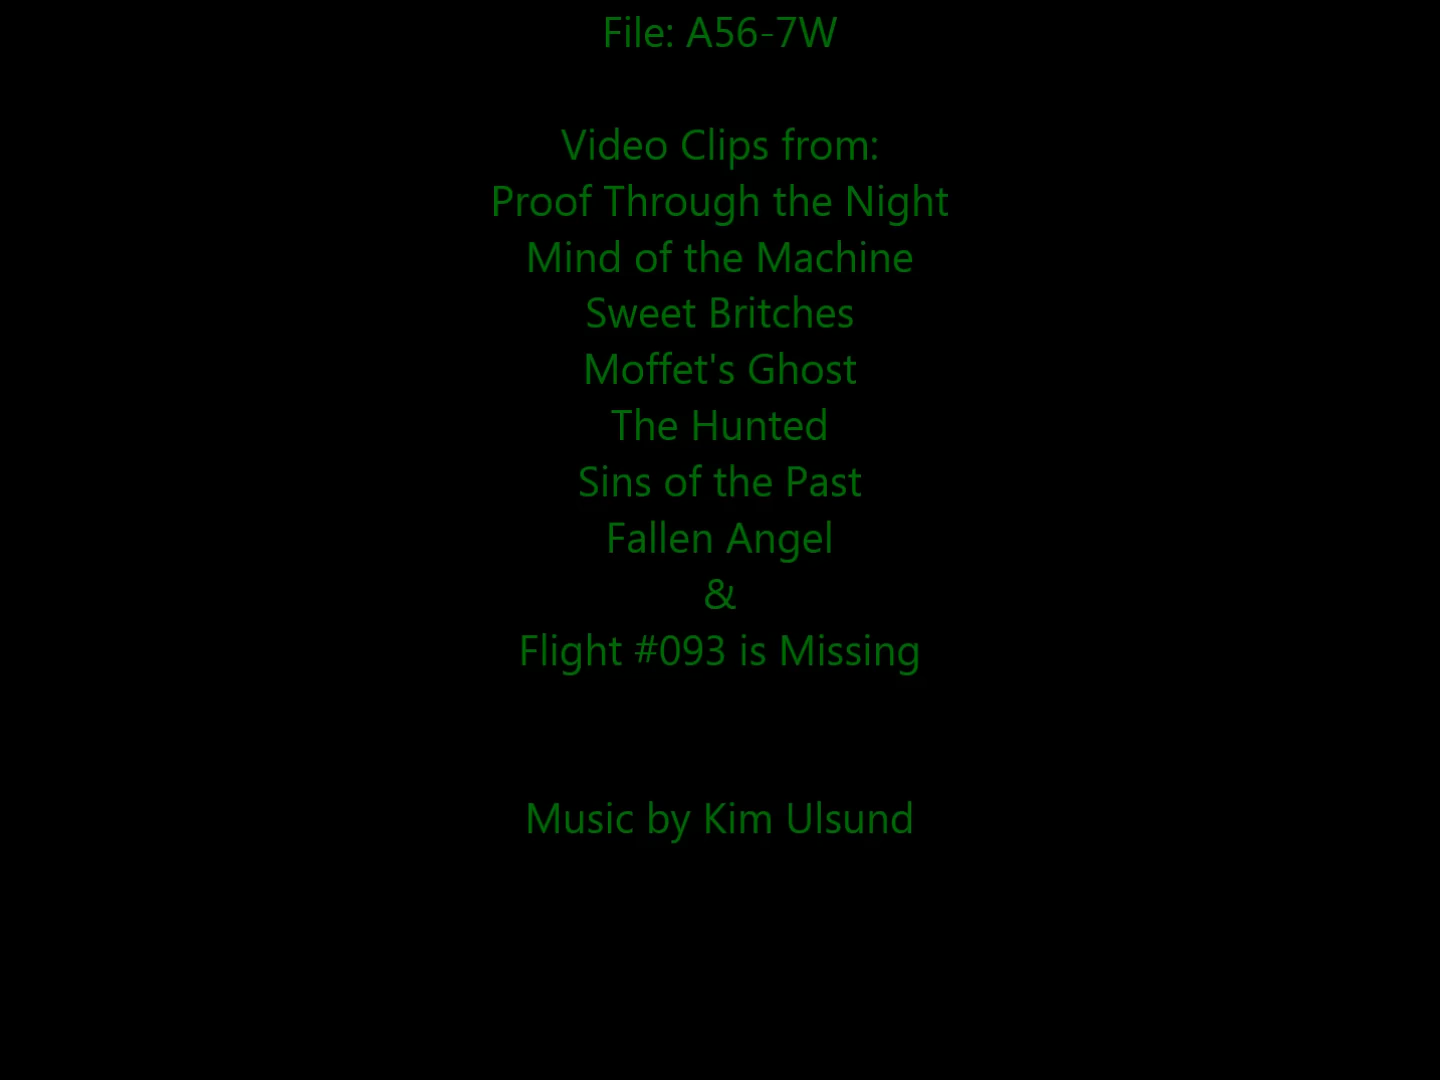 File: A56-7W
Video Clips from:
Proof Through the Night
Mind of the Machine
Sweet Britches
Moffet's Ghost
The Hunted
Sins of the Past
Fallen Angel
&
Flight #093 is Missing
Music by Kim Ulsund